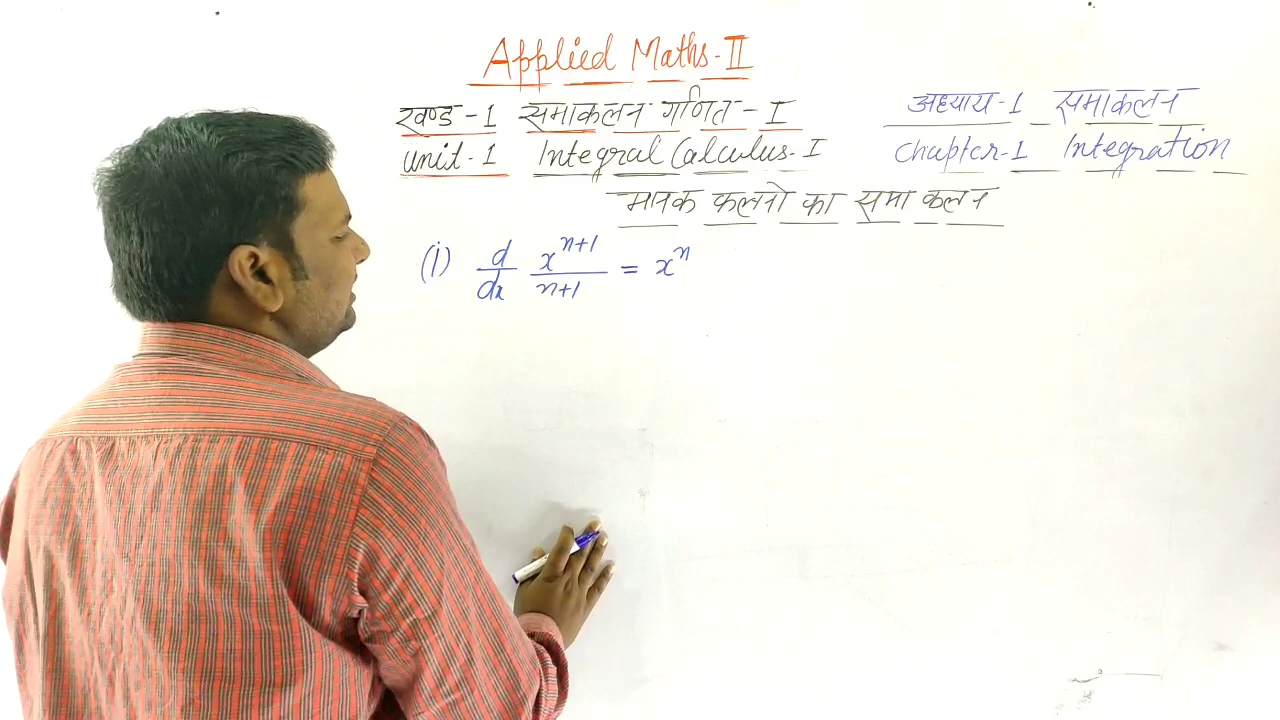 Applied Maths-II
खण्ड-1 समाकलन गणित-I
unit-1 Integral Calculus-I
अध्याय-1 समाकलन
chapter-1 Integration
मानक कलनो का समाकलन
(i) d/dx x^{n+1}/n+1 = x^n